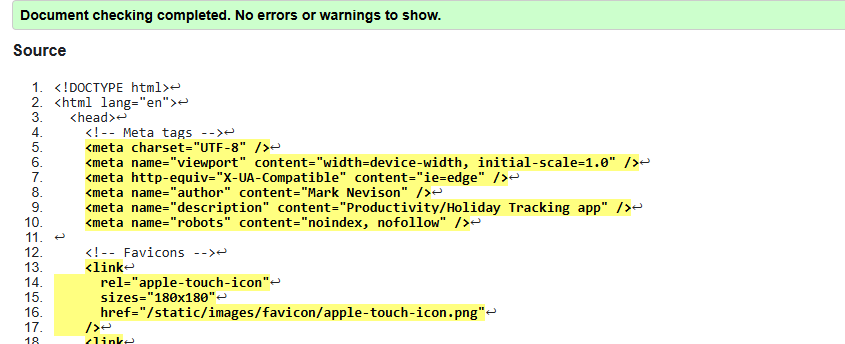 Document checking completed. No errors or warnings to show.
Source
1. <!DOCTYPE html>↩
2. <html lang="en">↩
3. <head>↩
4. <!-- Meta tags -->↩
5. <meta charset="UTF-8" />↩
6. <meta name="viewport" content="width=device-width, initial-scale=1.0" />↩
7. <meta http-equiv="X-UA-Compatible" content="ie=edge" />↩
8. <meta name="author" content="Mark Nevison" />↩
9. <meta name="description" content="Productivity/Holiday Tracking app" />↩
10. <meta name="robots" content="noindex, nofollow" />↩
11. ↩
12. <!-- Favicons -->↩
13. <link↩
14. rel="apple-touch-icon"↩
15. sizes="180x180"↩
16. href="/static/images/favicon/apple-touch-icon.png"↩
17. />↩
18. <link↩